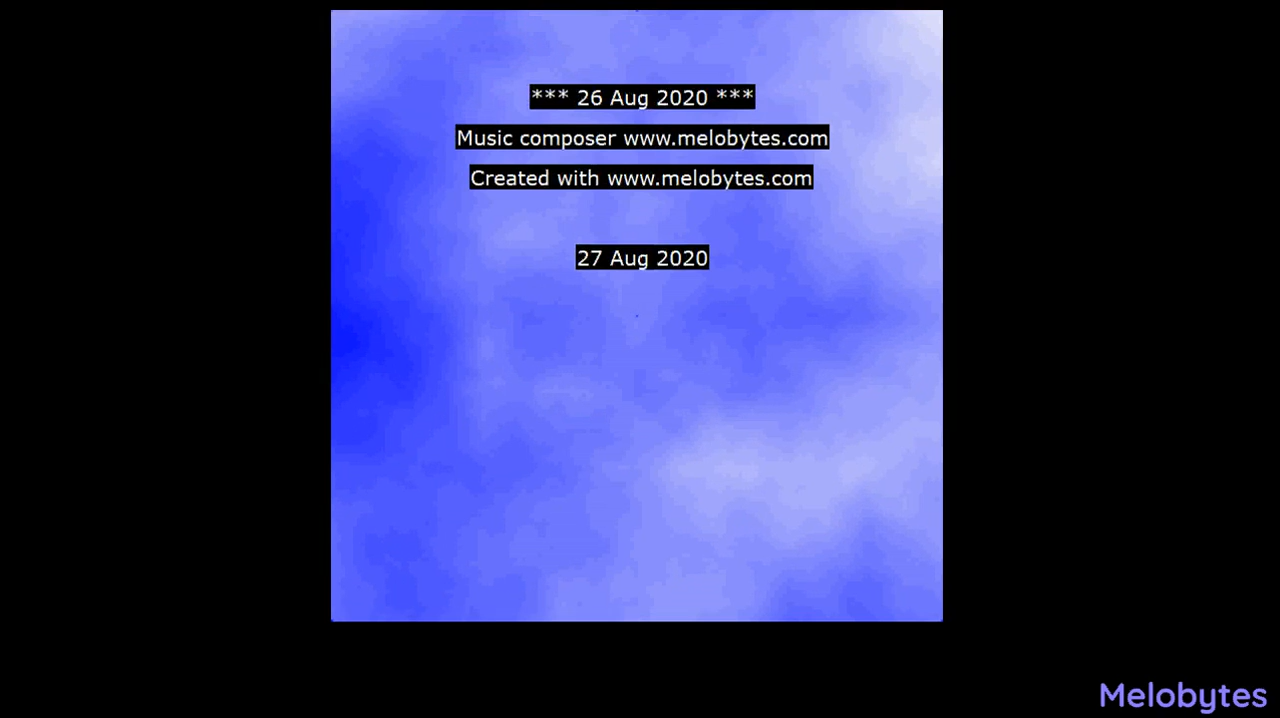 *** 26 Aug 2020 ***
Music composer www.melobytes.com
Created with www.melobytes.com
27 Aug 2020
Melobytes